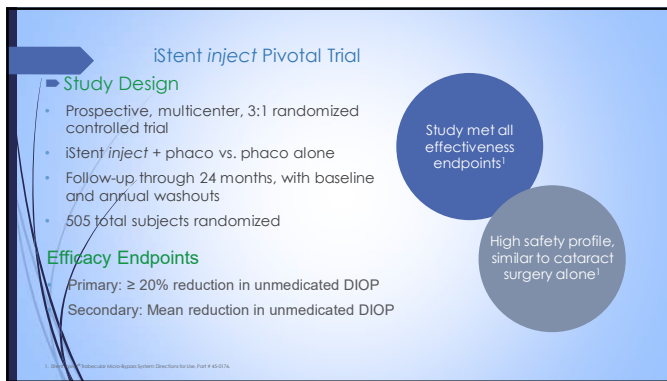 iStent inject Pivotal Trial
Study Design
• Prospective, multicenter, 3:1 randomized
controlled trial
• iStent inject + phaco vs. phaco alone
• Follow-up through 24 months, with baseline
and annual washouts
• 505 total subjects randomized
Efficacy Endpoints
• Primary: ≥ 20% reduction in unmedicated DIOP
Secondary: Mean reduction in unmedicated DIOP
Study met all
effectiveness
endpoints¹
High safety profile,
similar to cataract
surgery alone¹
1. Trabecular Micro-Bypass System Directions for Use, Part # 45-0176.